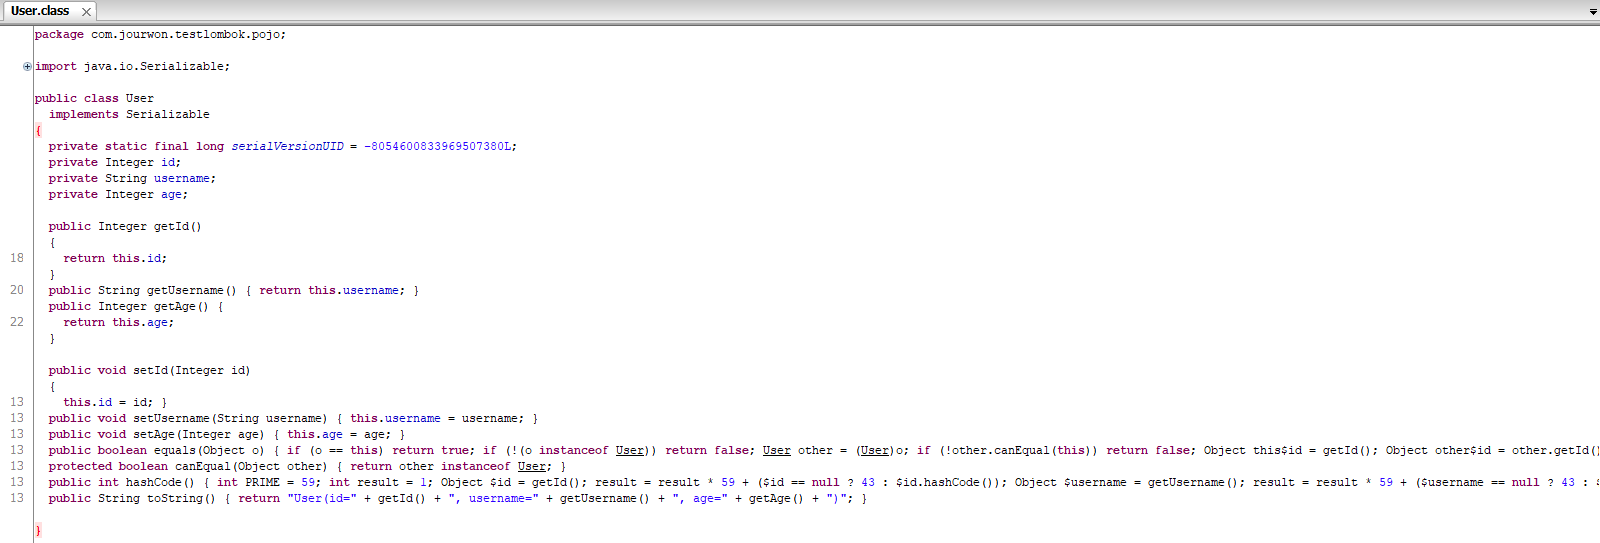 User.class
package com.jourwon.testlombok.pojo;
import java.io.Serializable;
public class User
implements Serializable
{
private static final long serialVersionUID = -8054600833969507380L;
private Integer id;
private String username;
private Integer age;
public Integer getId()
{
18 return this.id;
}
20 public String getUsername() { return this.username; }
public Integer getAge() {
22 return this.age;
}
public void setId(Integer id)
{
13 this.id = id; }
13 public void setUsername(String username) { this.username = username; }
13 public void setAge(Integer age) { this.age = age; }
13 public boolean equals(Object o) { if (o == this) return true; if (!(o instanceof User)) return false; User other = (User)o; if (!other.canEqual(this)) return false; Object this$id = getId(); Object other$id = other.getId()
13 protected boolean canEqual(Object other) { return other instanceof User; }
13 public int hashCode() { int PRIME = 59; int result = 1; Object $id = getId(); result = result * 59 + ($id == null ? 43 : $id.hashCode()); Object $username = getUsername(); result = result * 59 + ($username == null ? 43 : $
13 public String toString() { return "User(id=" + getId() + ", username=" + getUsername() + ", age=" + getAge() + ")"; }
}